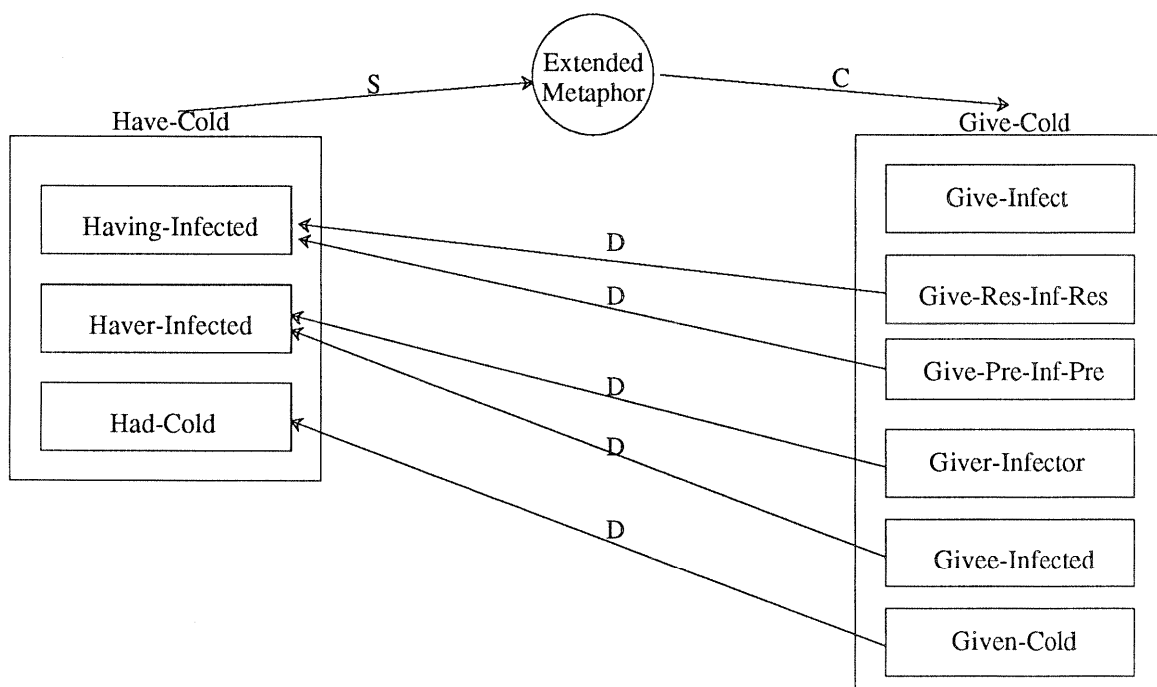 Extended
Metaphor
S
C
Have-Cold
Give-Cold
Having-Infected
Haver-Infected
Had-Cold
D
D
D
D
D
Give-Infect
Give-Res-Inf-Res
Give-Pre-Inf-Pre
Giver-Infector
Givee-Infected
Given-Cold